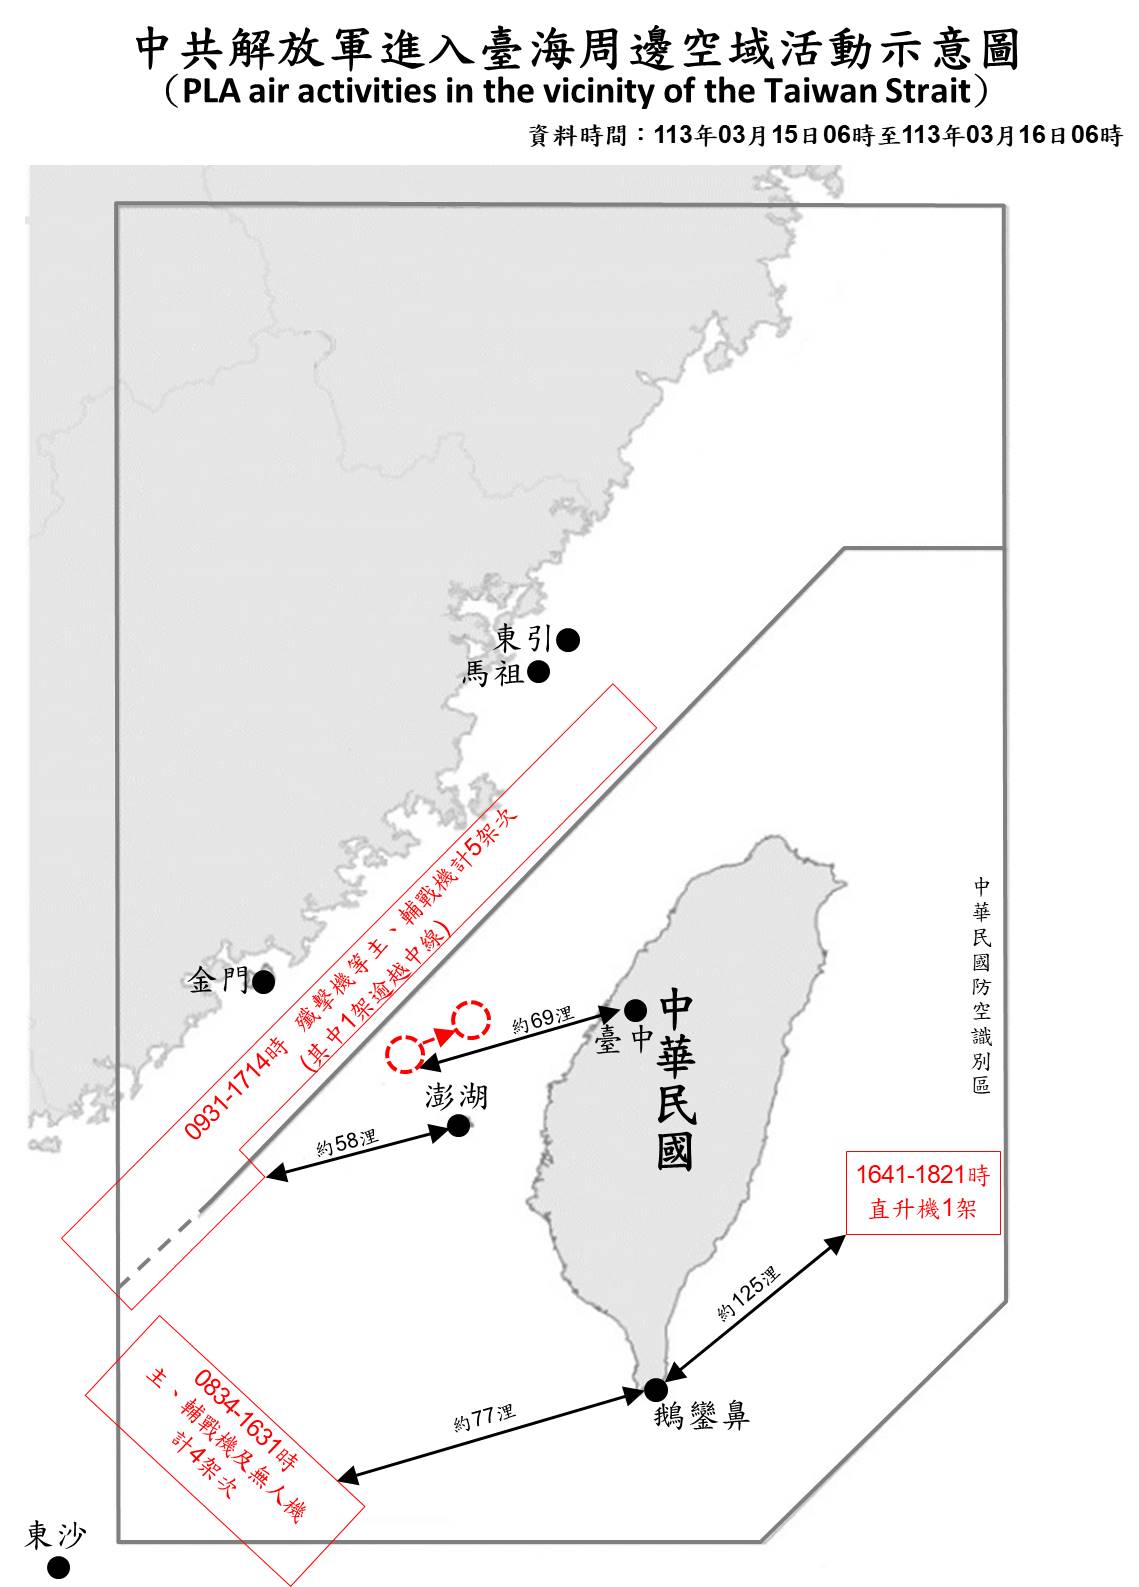 中共解放軍進入臺海周邊空域活動示意圖
（PLA air activities in the vicinity of the Taiwan Strait）
資料時間：113年03月15日06時至113年03月16日06時
東引
馬祖
0931-1714時 殲擊機等主、輔戰機計5架次
(其中1架逾越中線)
中華民國防空識別區
金門
約69浬
臺中
中華民國
澎湖
約58浬
1641-1821時
直升機1架
約125浬
0834-1631時
主、輔戰機及無人機
計4架次
約77浬
鵝鑾鼻
東沙